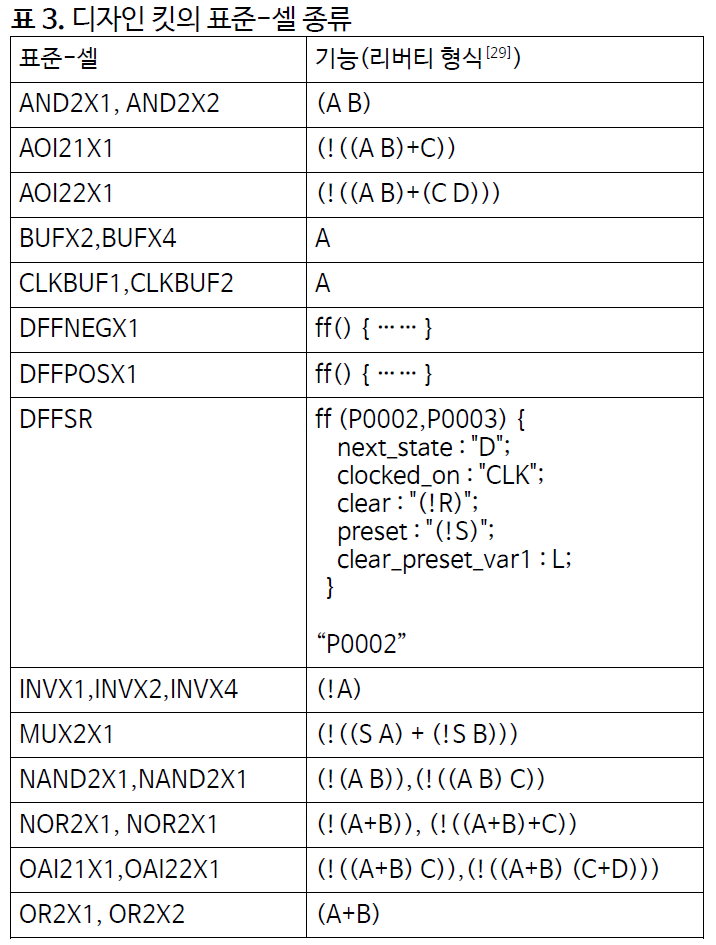 표 3. 디자인 킷의 표준-셀 종류
표준-셀 기능(리버티 형식[29])
AND2X1, AND2X2 (A B)
AOI21X1 (!((A B)+C))
AOI22X1 (!((A B)+(C D)))
BUFX2,BUFX4 A
CLKBUF1,CLKBUF2 A
DFFNEGX1 ff() { …… }
DFFPOSX1 ff() { …… }
DFFSR ff (P0002,P0003) {
next_state : "D";
clocked_on : "CLK";
clear : "(!R)";
preset : "(!S)";
clear_preset_var1 : L;
}
“P0002”
INVX1,INVX2,INVX4 (!A)
MUX2X1 (!((S A) + (!S B)))
NAND2X1,NAND2X1 (!(A B)),(!((A B) C))
NOR2X1, NOR2X1 (!(A+B)), (!((A+B)+C))
OAI21X1,OAI22X1 (!((A+B) C)),(!((A+B) (C+D)))
OR2X1, OR2X2 (A+B)